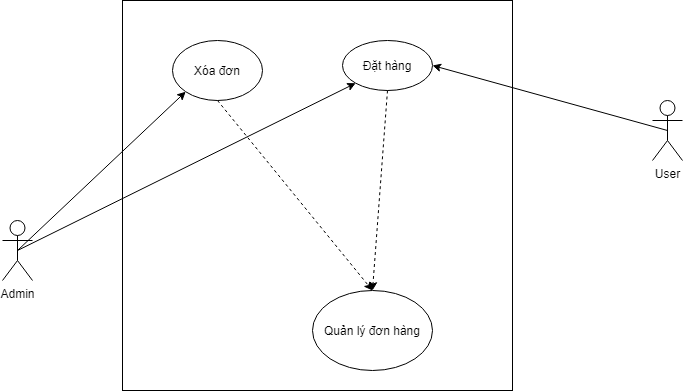 Xóa đơn
Đặt hàng
User
Admin
Quản lý đơn hàng